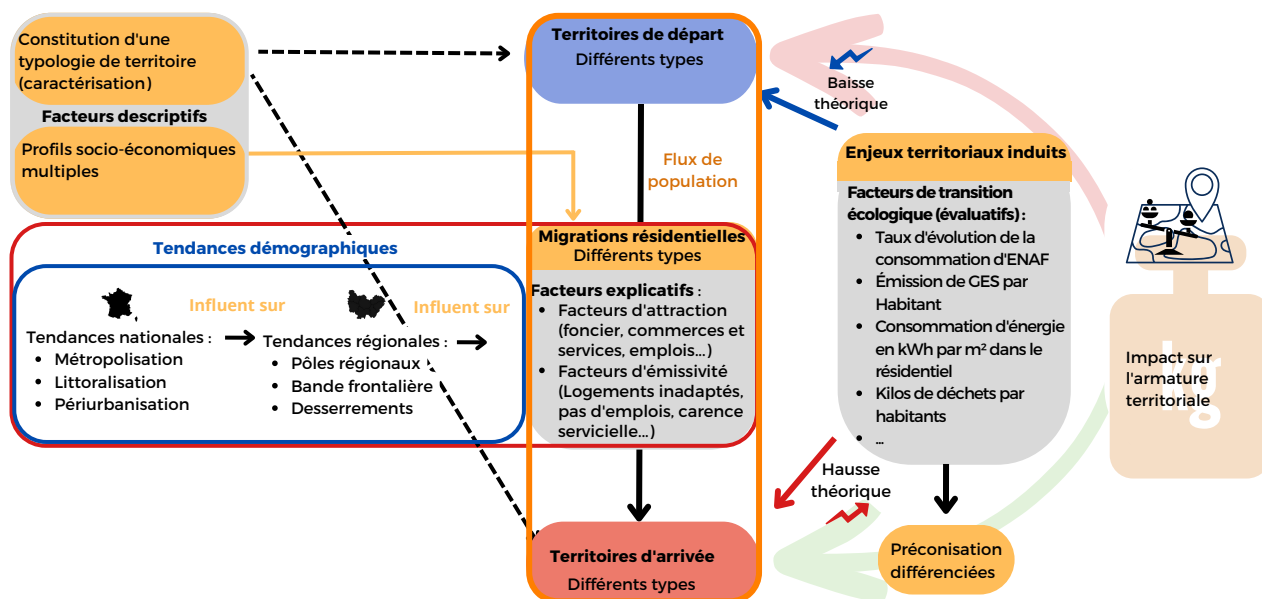 Constitution d'une
typologie de territoire
(caractérisation)
Facteurs descriptifs
Profils socio-économiques
multiples
Territoires de départ
Différents types
Flux de
population
Baisse
théorique
Tendances démographiques
Influent sur
Influent sur
Tendances nationales :
Métropolisation
Littoralisation
Périurbanisation
Tendances régionales :
Pôles régionaux
Bande frontalière
Desserrements
Migrations résidentielles
Différents types
Facteurs explicatifs :
Facteurs d'attraction
(foncier, commerces et
services, emplois...)
Facteurs d'émissivité
(Logements inadaptés,
pas d'emplois, carence
servicielle...)
Territoires d'arrivée
Différents types
Enjeux territoriaux induits
Facteurs de transition
écologique (évaluatifs) :
Taux d'évolution de la
consommation d'ENAF
Émission de GES par
Habitant
Consommation d'énergie
en kWh par m² dans le
résidentiel
Kilos de déchets par
habitants
...
Hausse
théorique
Préconisation
différenciées
Impact sur
l'armature
territoriale
kg